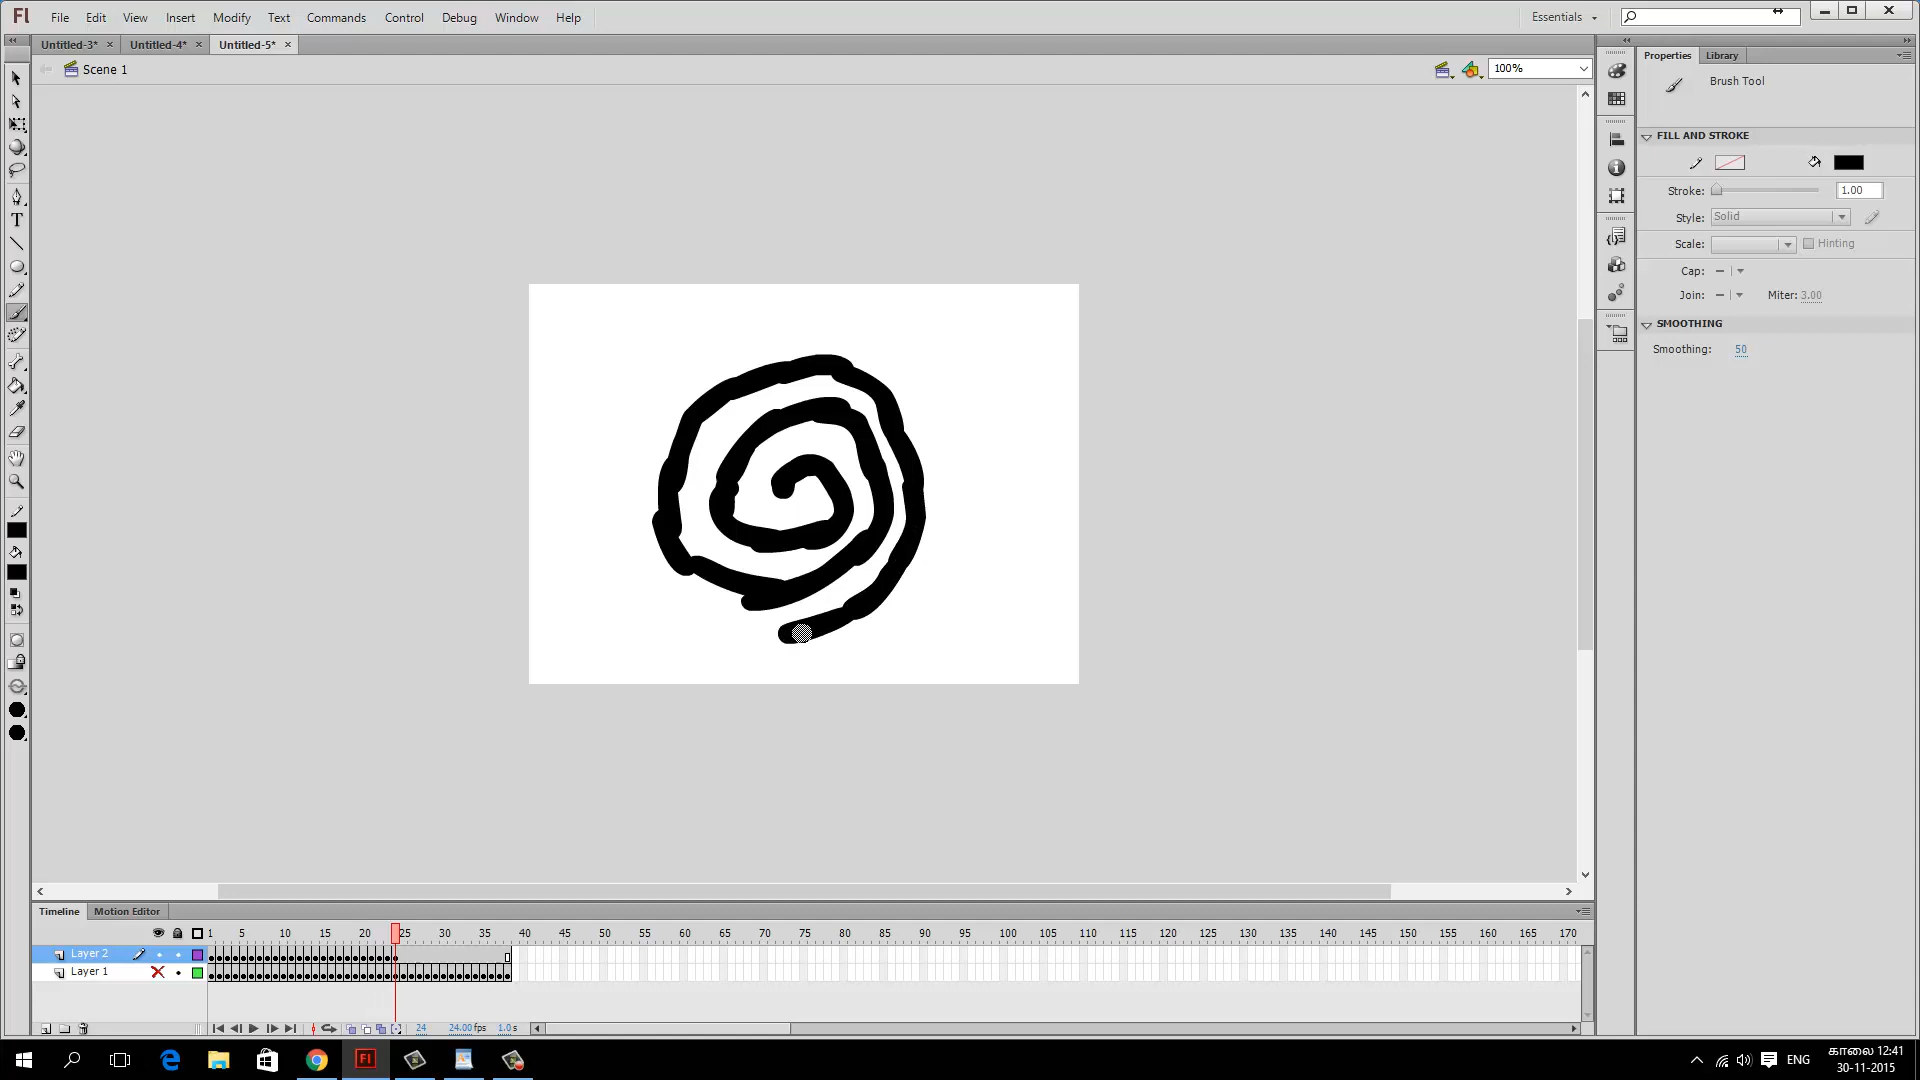 Fl File Edit View Insert Modify Text Commands Control Debug Window Help Essentials
Untitled-3* × Untitled-4* × Untitled-5* ×
Scene 1 100%
Properties Library
Brush Tool
FILL AND STROKE
Stroke: 1.00
Style: Solid
Scale: Hinting
Cap:
Join: Miter: 3.00
SMOOTHING
Smoothing: 50
T
Timeline Motion Editor
1 5 10 15 20 25 30 35 40 45 50 55 60 65 70 75 80 85 90 95 100 105 110 115 120 125 130 135 140 145 150 155 160 165 170
Layer 2
Layer 1
24 24.00 fps 1.0 s
Fl ENG காலை 12:41
30-11-2015